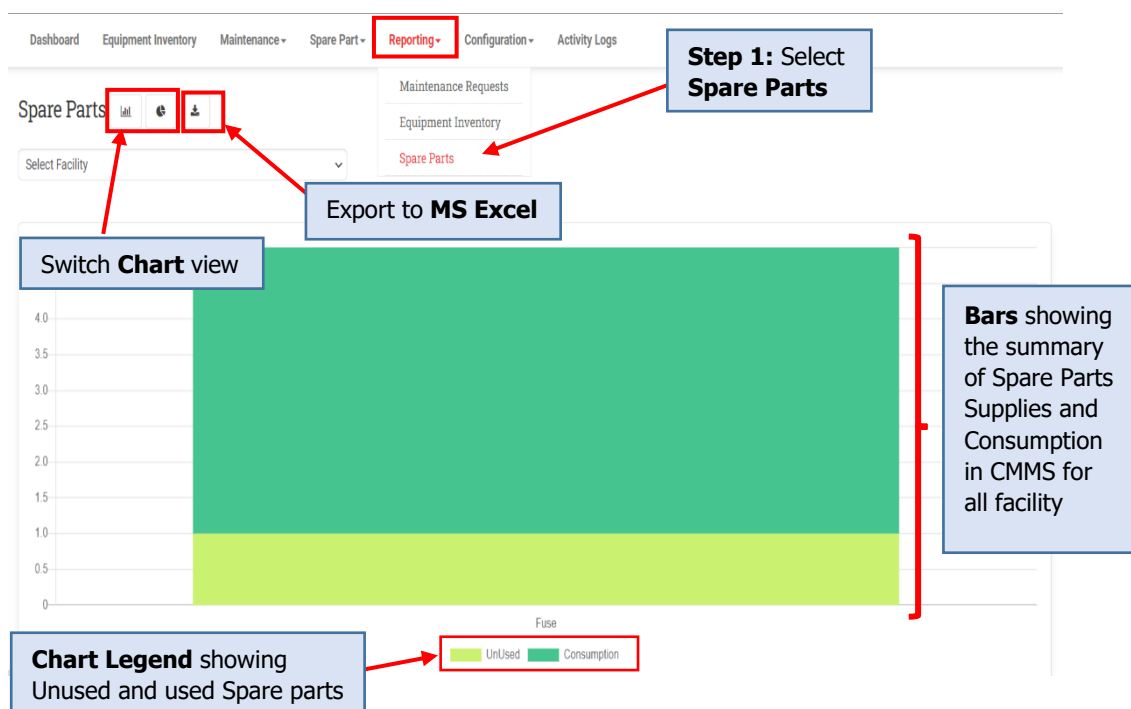 Dashboard Equipment Inventory Maintenance Spare Part Reporting Configuration Activity Logs
Step 1: Select
Spare Parts
Maintenance Requests
Equipment Inventory
Spare Parts
Spare Parts
Select Facility
Export to MS Excel
Switch Chart view
4.0
3.5
3.0
2.5
2.0
1.5
1.0
0.5
0
Bars showing
the summary
of Spare Parts
Supplies and
Consumption
in CMMS for
all facility
Fuse
UnUsed Consumption
Chart Legend showing
Unused and used Spare parts